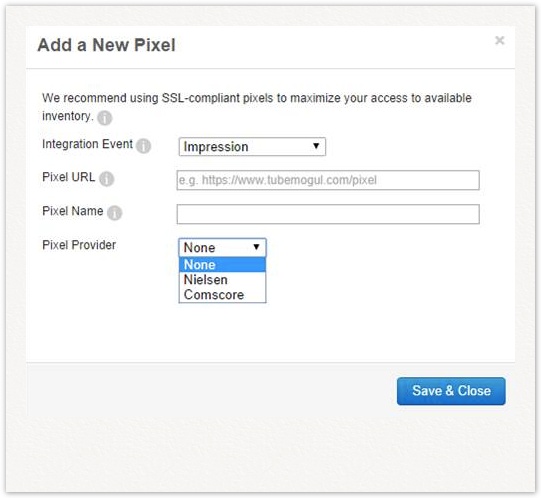 Add a New Pixel ×
We recommend using SSL-compliant pixels to maximize your access to available
inventory. i
Integration Event i Impression
Pixel URL i e.g. https://www.tubemogul.com/pixel
Pixel Name i
Pixel Provider None
None
Nielsen
Comscore
Save & Close